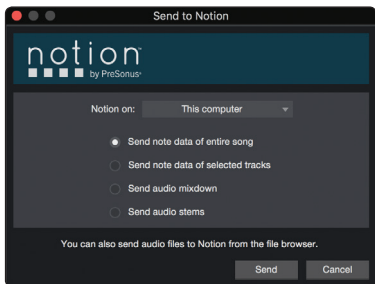 Send to Notion
notion
by PreSonus
Notion on: This computer
Send note data of entire song
Send note data of selected tracks
Send audio mixdown
Send audio stems
You can also send audio files to Notion from the file browser.
Send Cancel